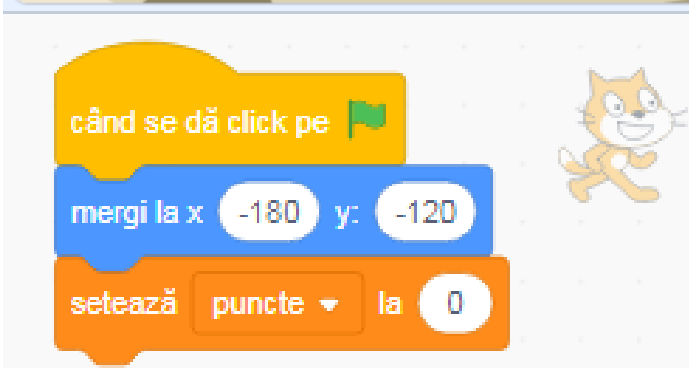 când se dă click pe
mergi la x -180 y: -120
setează puncte la 0